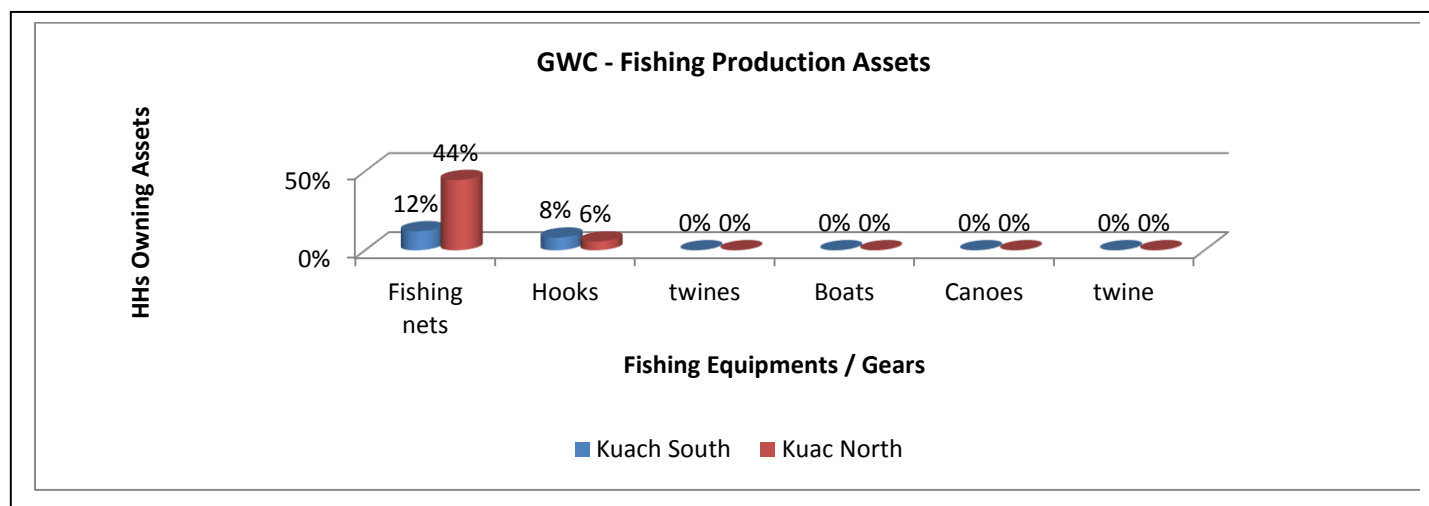 GWC - Fishing Production Assets
HHs Owning Assets
50%
0%
12%
44%
8%
6%
0% 0%
0% 0%
0% 0%
0% 0%
Fishing
nets
Hooks
twines
Boats
Canoes
twine
Fishing Equipments / Gears
Kuach South
Kuac North